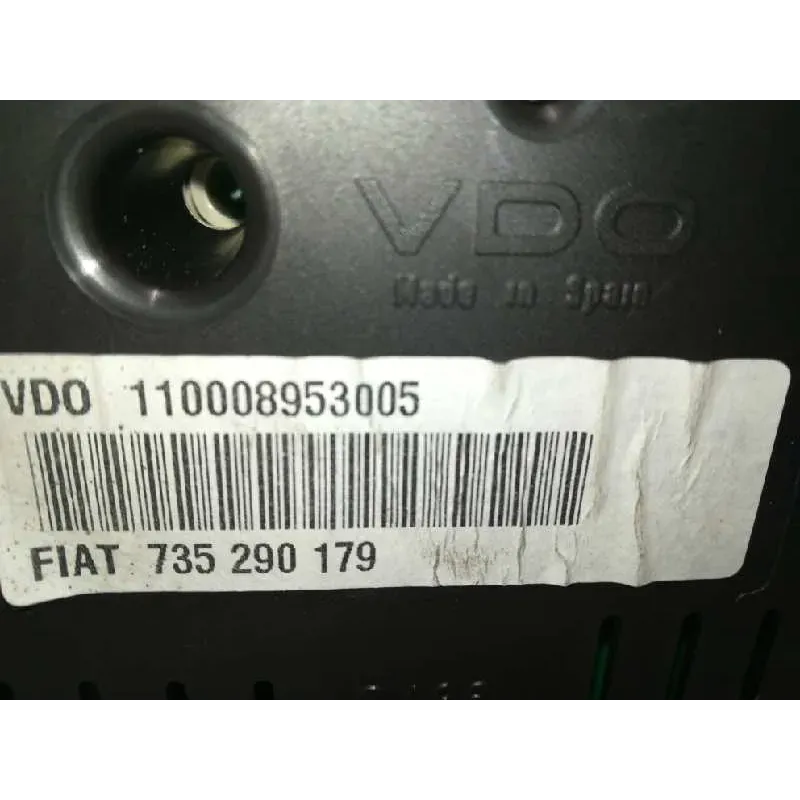 VDO
Made in Spain
VDO 110008953005
FIAT 735 290 179